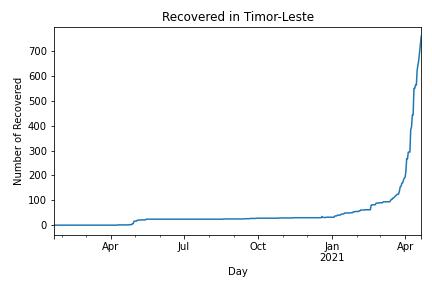 Recovered in Timor-Leste
Number of Recovered
700
600
500
400
300
200
100
0
Apr
Jul
Oct
Jan
2021
Apr
Day